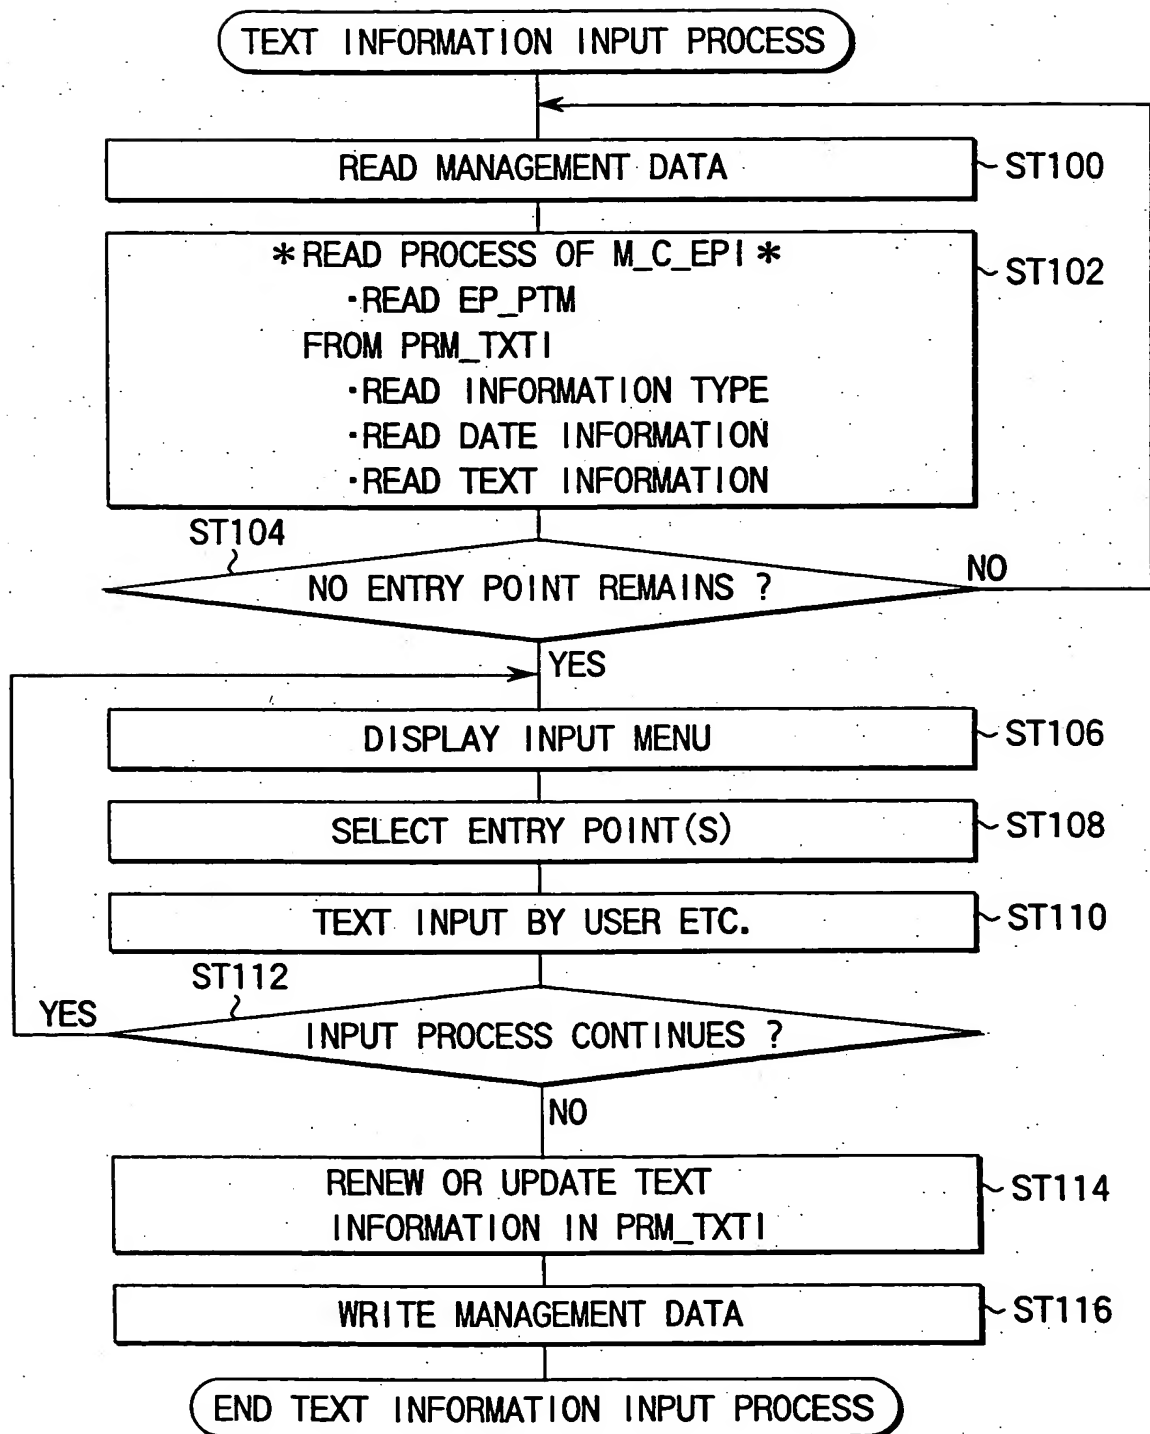 TEXT INFORMATION INPUT PROCESS
READ MANAGEMENT DATA
ST100
*READ PROCESS OF M_C_EPI*
·READ EP_PTM
FROM PRM_TXTI
·READ INFORMATION TYPE
·READ DATE INFORMATION
·READ TEXT INFORMATION
ST102
ST104
NO ENTRY POINT REMAINS ?
NO
YES
DISPLAY INPUT MENU
ST106
SELECT ENTRY POINT(S)
ST108
TEXT INPUT BY USER ETC.
ST110
ST112
YES
INPUT PROCESS CONTINUES ?
NO
RENEW OR UPDATE TEXT
INFORMATION IN PRM_TXTI
ST114
WRITE MANAGEMENT DATA
ST116
END TEXT INFORMATION INPUT PROCESS